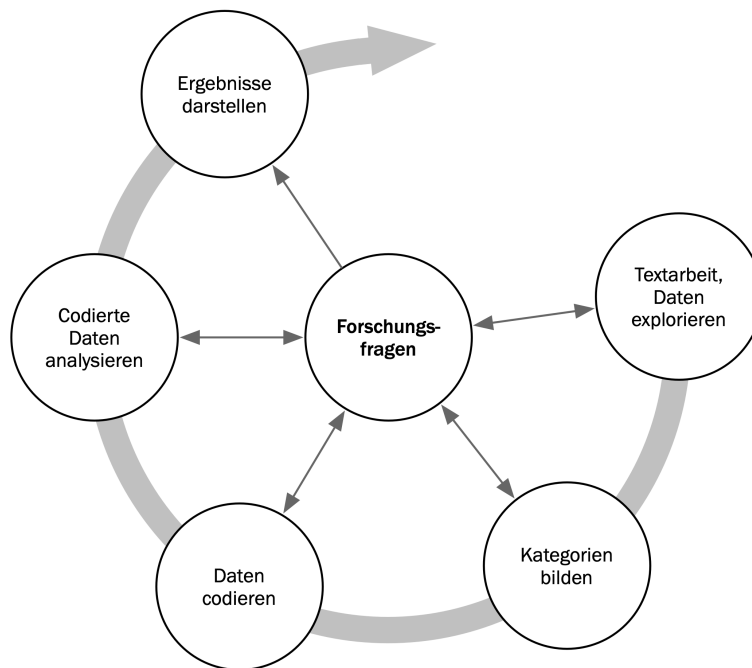 Ergebnisse
darstellen
Textarbeit,
Daten
explorieren
Codierte
Daten
analysieren
Forschungs-
fragen
Kategorien
bilden
Daten
codieren